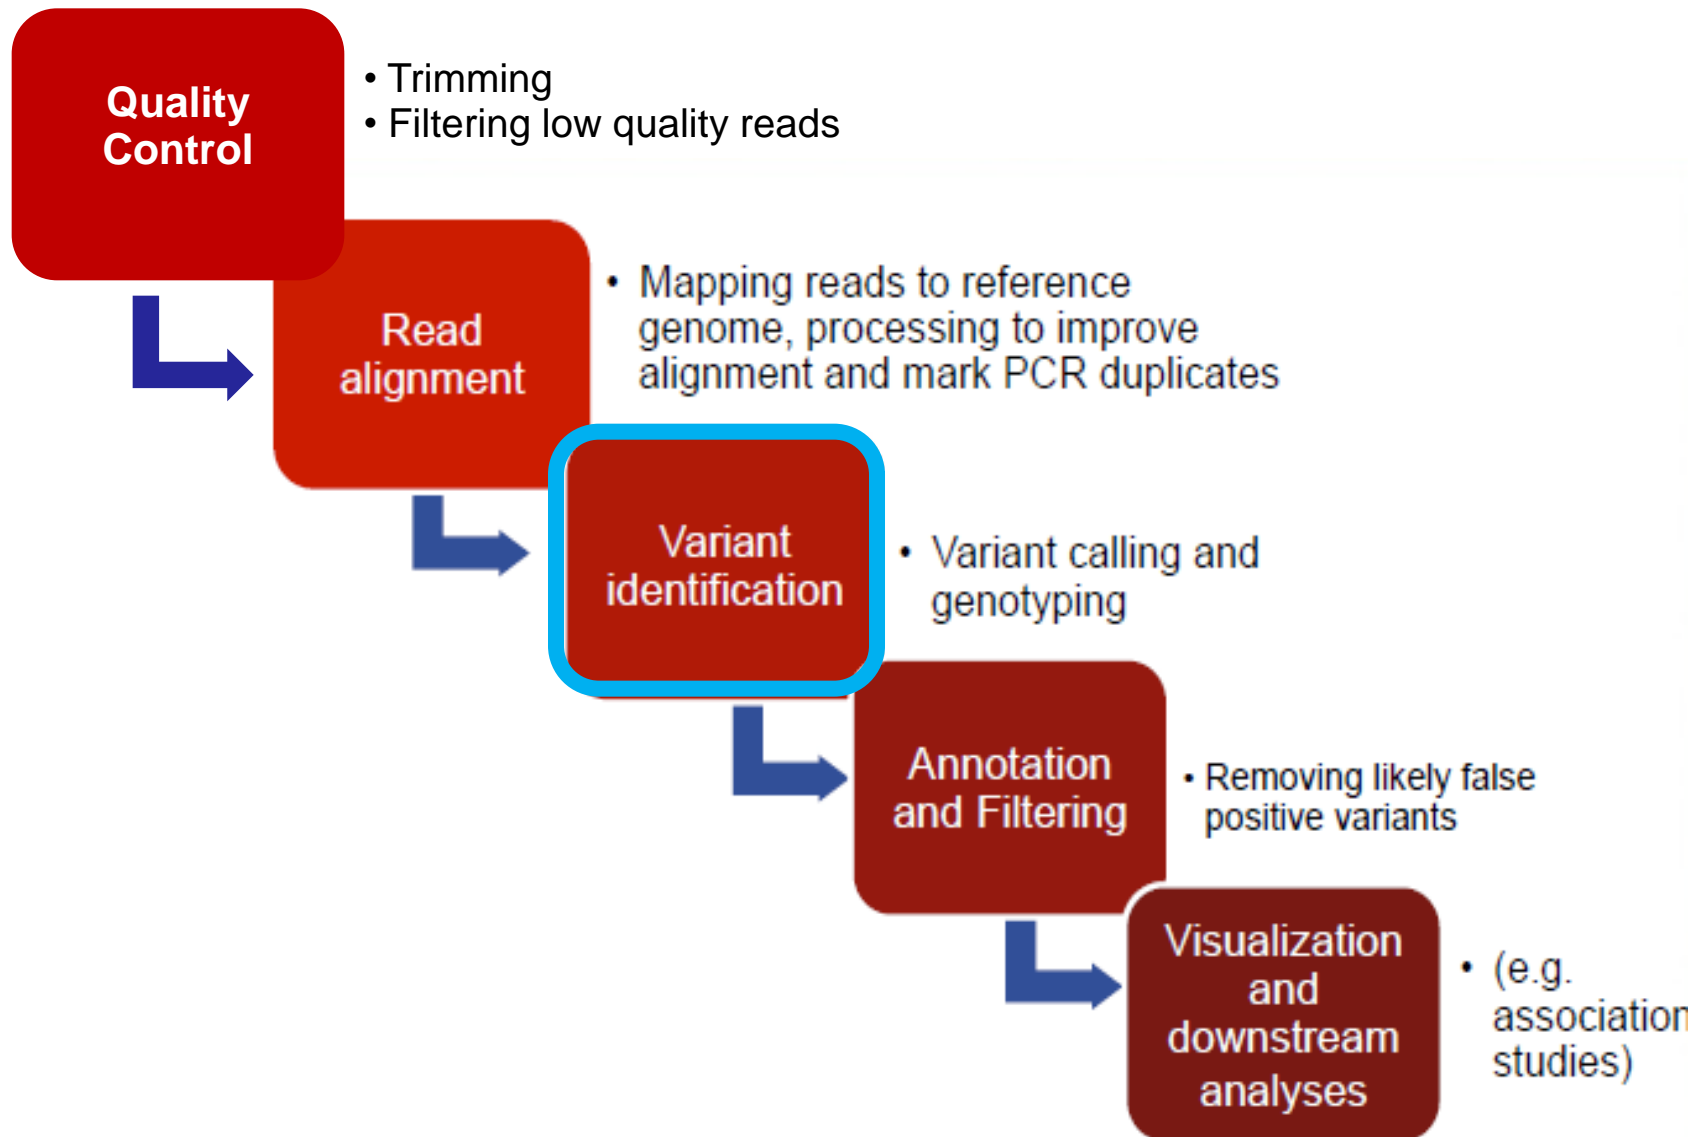 Quality
Control
• Trimming
• Filtering low quality reads
Read
alignment
• Mapping reads to reference
genome, processing to improve
alignment and mark PCR duplicates
Variant
identification
• Variant calling and
genotyping
Annotation
and Filtering
• Removing likely false
positive variants
Visualization
and
downstream
analyses
• (e.g.
association
studies)